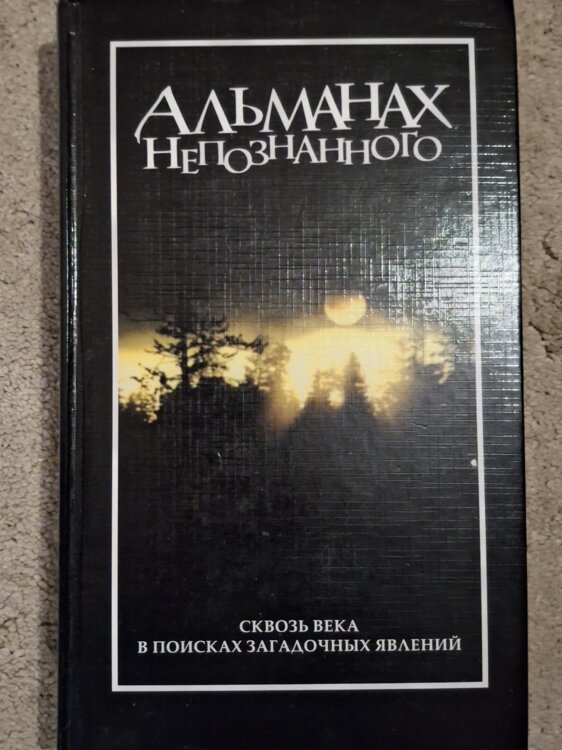 АЛЬМАНАХ
НЕПОЗНАННОГО
СКВОЗЬ ВЕКА
В ПОИСКАХ ЗАГАДОЧНЫХ ЯВЛЕНИЙ